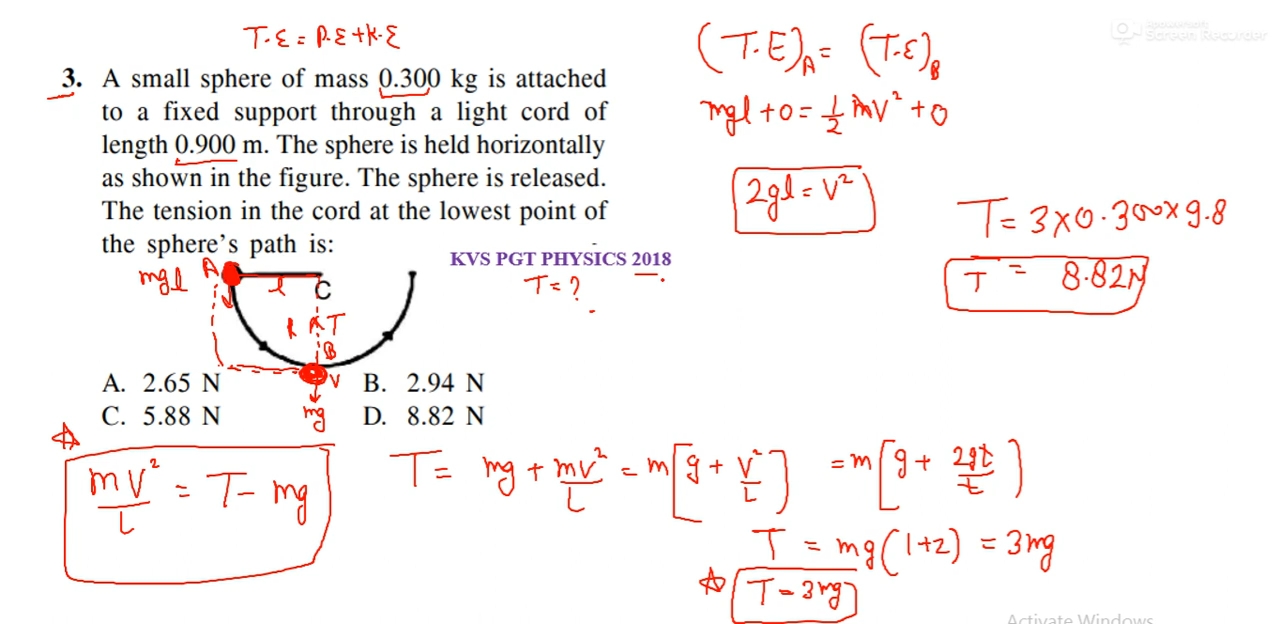 T.E = P.E + K.E
3. A small sphere of mass 0.300 kg is attached
to a fixed support through a light cord of
length 0.900 m. The sphere is held horizontally
as shown in the figure. The sphere is released.
The tension in the cord at the lowest point of
the sphere's path is:
KVS PGT PHYSICS 2018
T = ?
mgl A l C
l T
B
V
mg
A. 2.65 N B. 2.94 N
C. 5.88 N D. 8.82 N
(T.E)A = (T.E)B
mgl + 0 = 1/2 mV² + 0
2gl = V²
T = 3 × 0.300 × 9.8
T = 8.82 N
mV²/L = T - mg
T = mg + mV²/L = m[g + V²/L] = m[g + 2gl/l]
T = mg(1+2) = 3mg
T = 3mg
Screen Recorder
Activate Windows